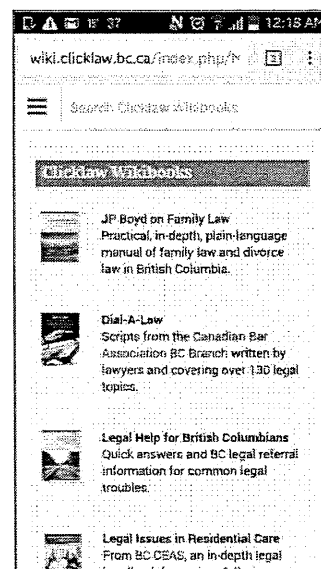 37 12:18 AM
wiki.clicklaw.bc.ca/index.php/
Search Clicklaw Wikibooks
Clicklaw Wikibooks
JP Boyd on Family Law
Practical, in-depth, plain-language
manual of family law and divorce
law in British Columbia.
Dial-A-Law
Scripts from the Canadian Bar
Association BC Branch written by
lawyers and covering over 130 legal
topics.
Legal Help for British Columbians
Quick answers and BC legal referral
information for common legal
troubles.
Legal Issues in Residential Care
From BC CEAS, an in-depth legal